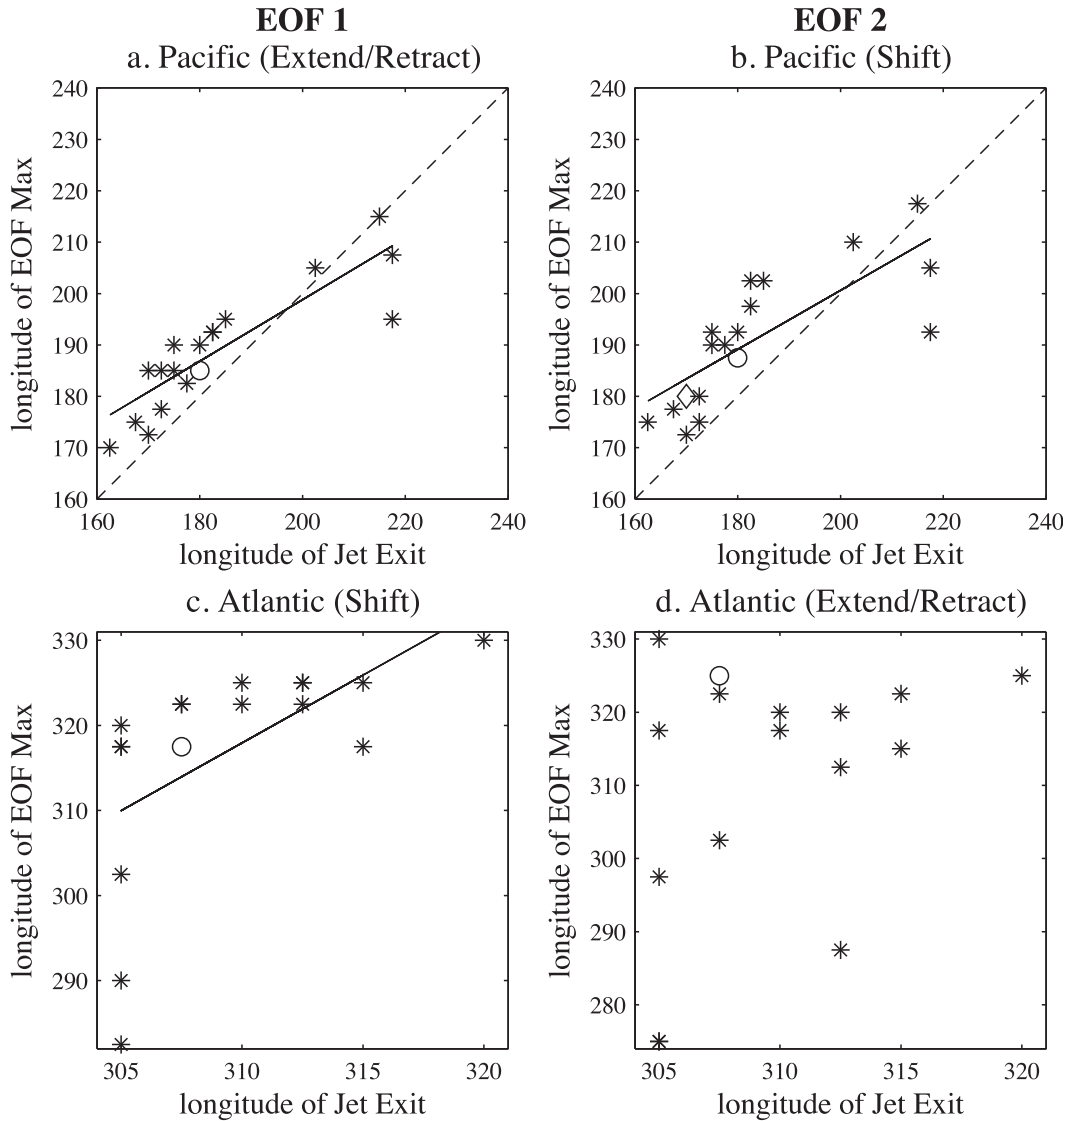 EOF 1
EOF 2
a. Pacific (Extend/Retract)
b. Pacific (Shift)
longitude of EOF Max
240
230
220
210
200
190
180
170
160
160 180 200 220 240
longitude of Jet Exit
longitude of EOF Max
240
230
220
210
200
190
180
170
160
160 180 200 220 240
longitude of Jet Exit
c. Atlantic (Shift)
d. Atlantic (Extend/Retract)
longitude of EOF Max
330
320
310
300
290
305 310 315 320
longitude of Jet Exit
longitude of EOF Max
330
320
310
300
290
280
305 310 315 320
longitude of Jet Exit